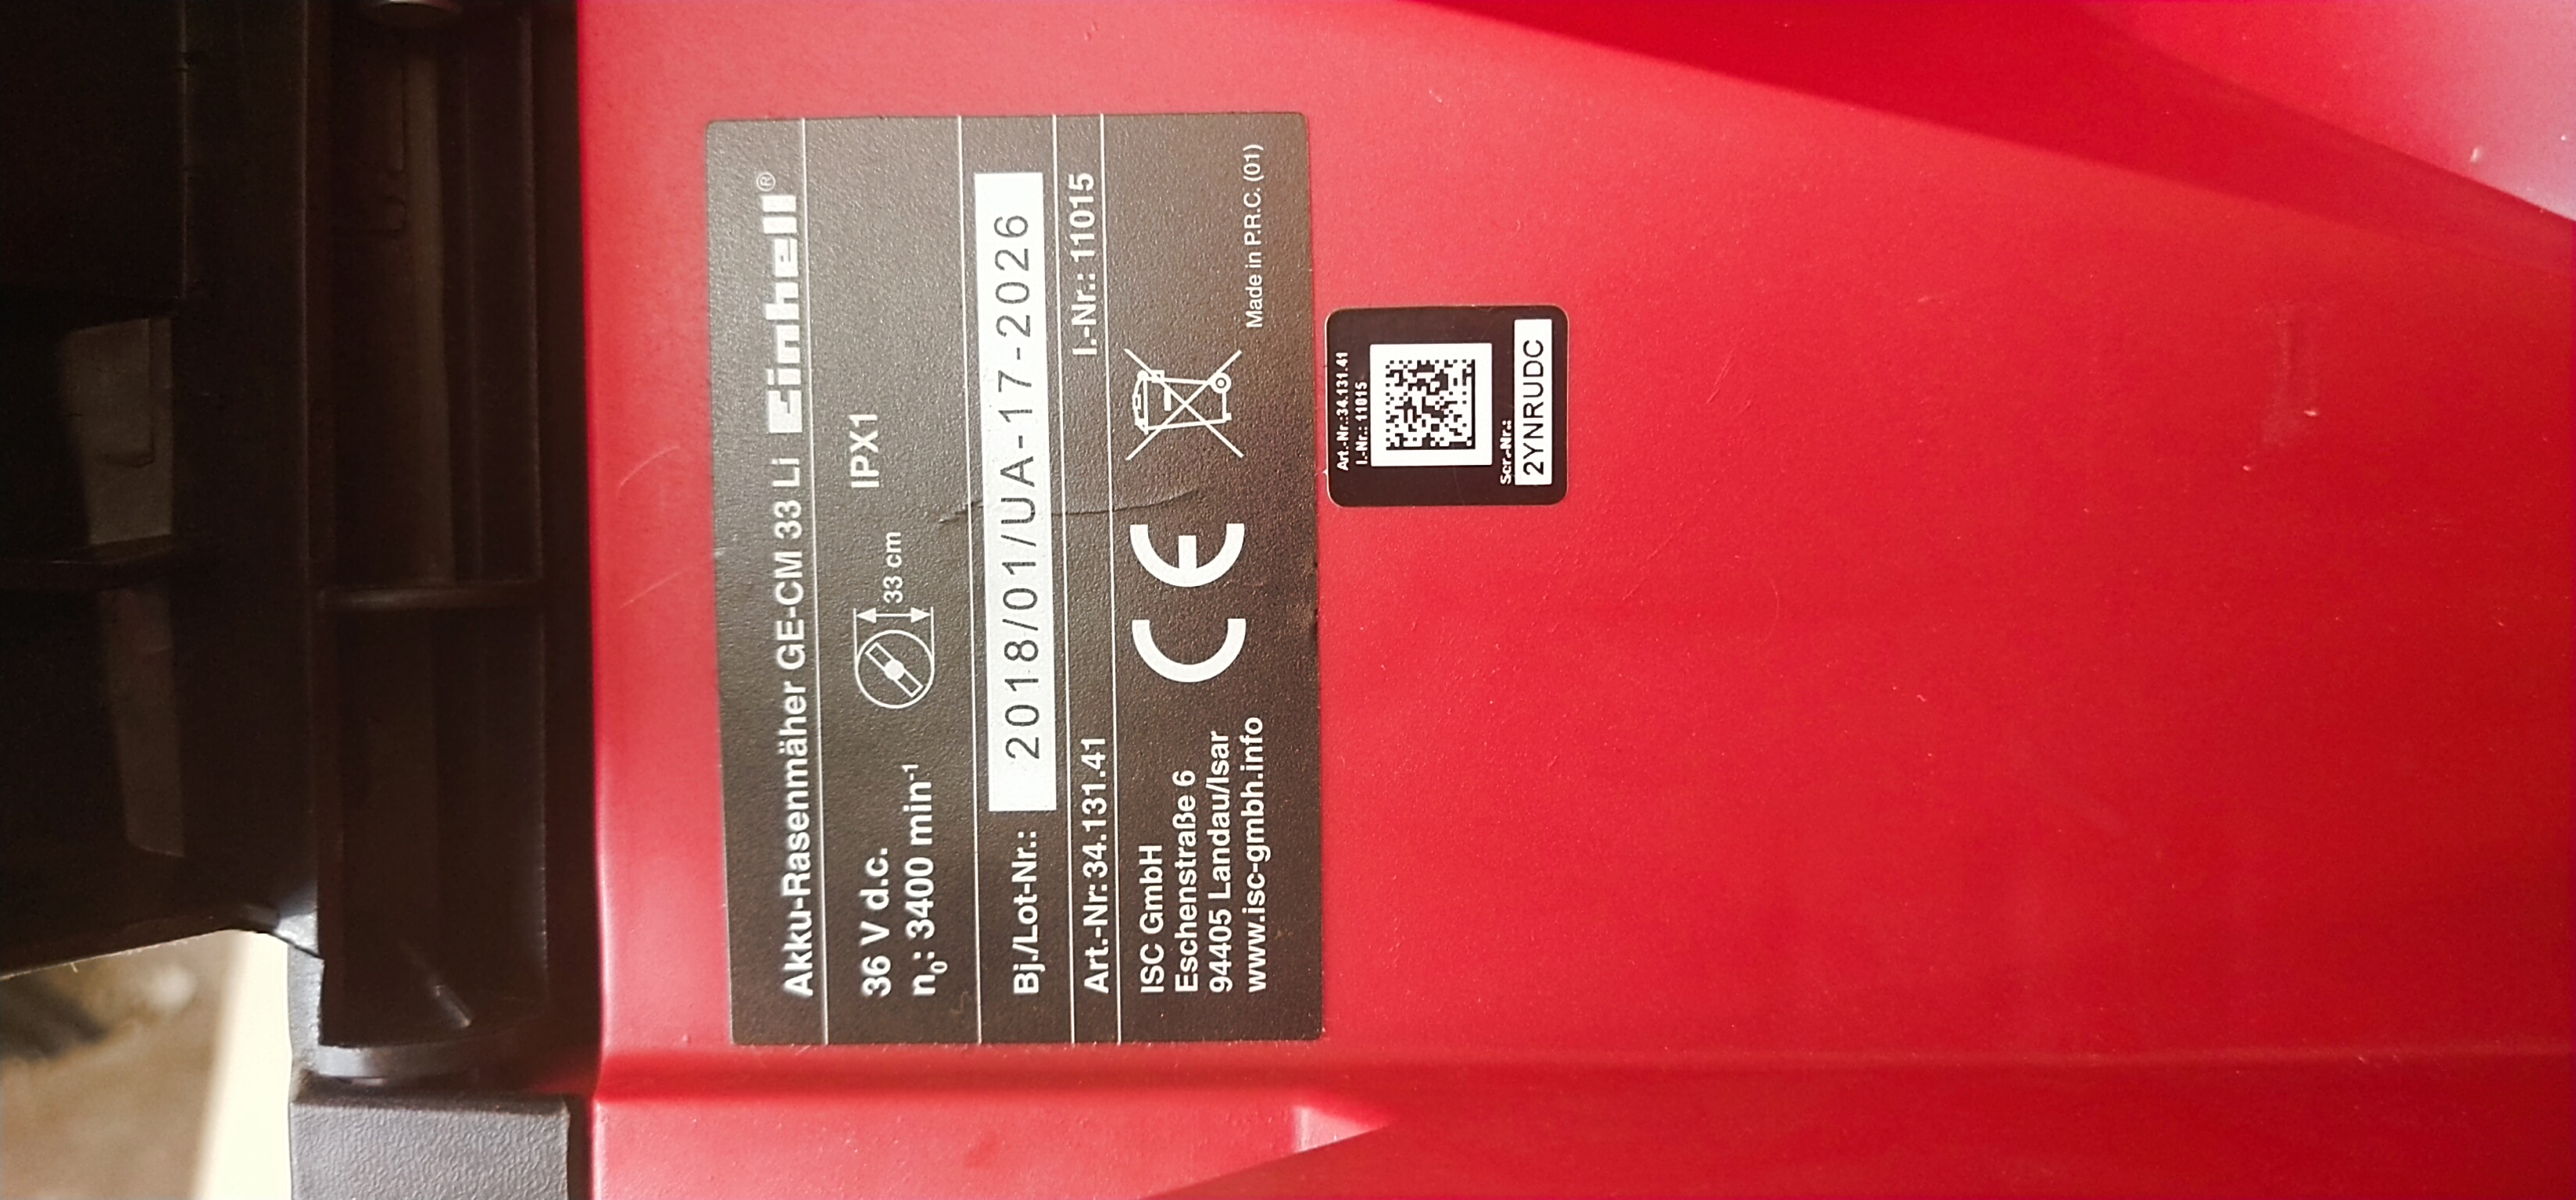 Akku-Rasenmäher GE-CM 33 Li Einhell®
36 V d.c. IPX1
n₀: 3400 min⁻¹ 33 cm
Bj./Lot-Nr.: 2018/01/UA-17-2026
Art.-Nr: 34.131.41 I.-Nr.: 11015
ISC GmbH
Eschenstraße 6
94405 Landau/Isar
www.isc-gmbh.info
CE
Made in P.R.C. (01)
Art.-Nr.:34.131.41
I.-Nr.: 11015
Ser.-Nr.:
2YNRUDC